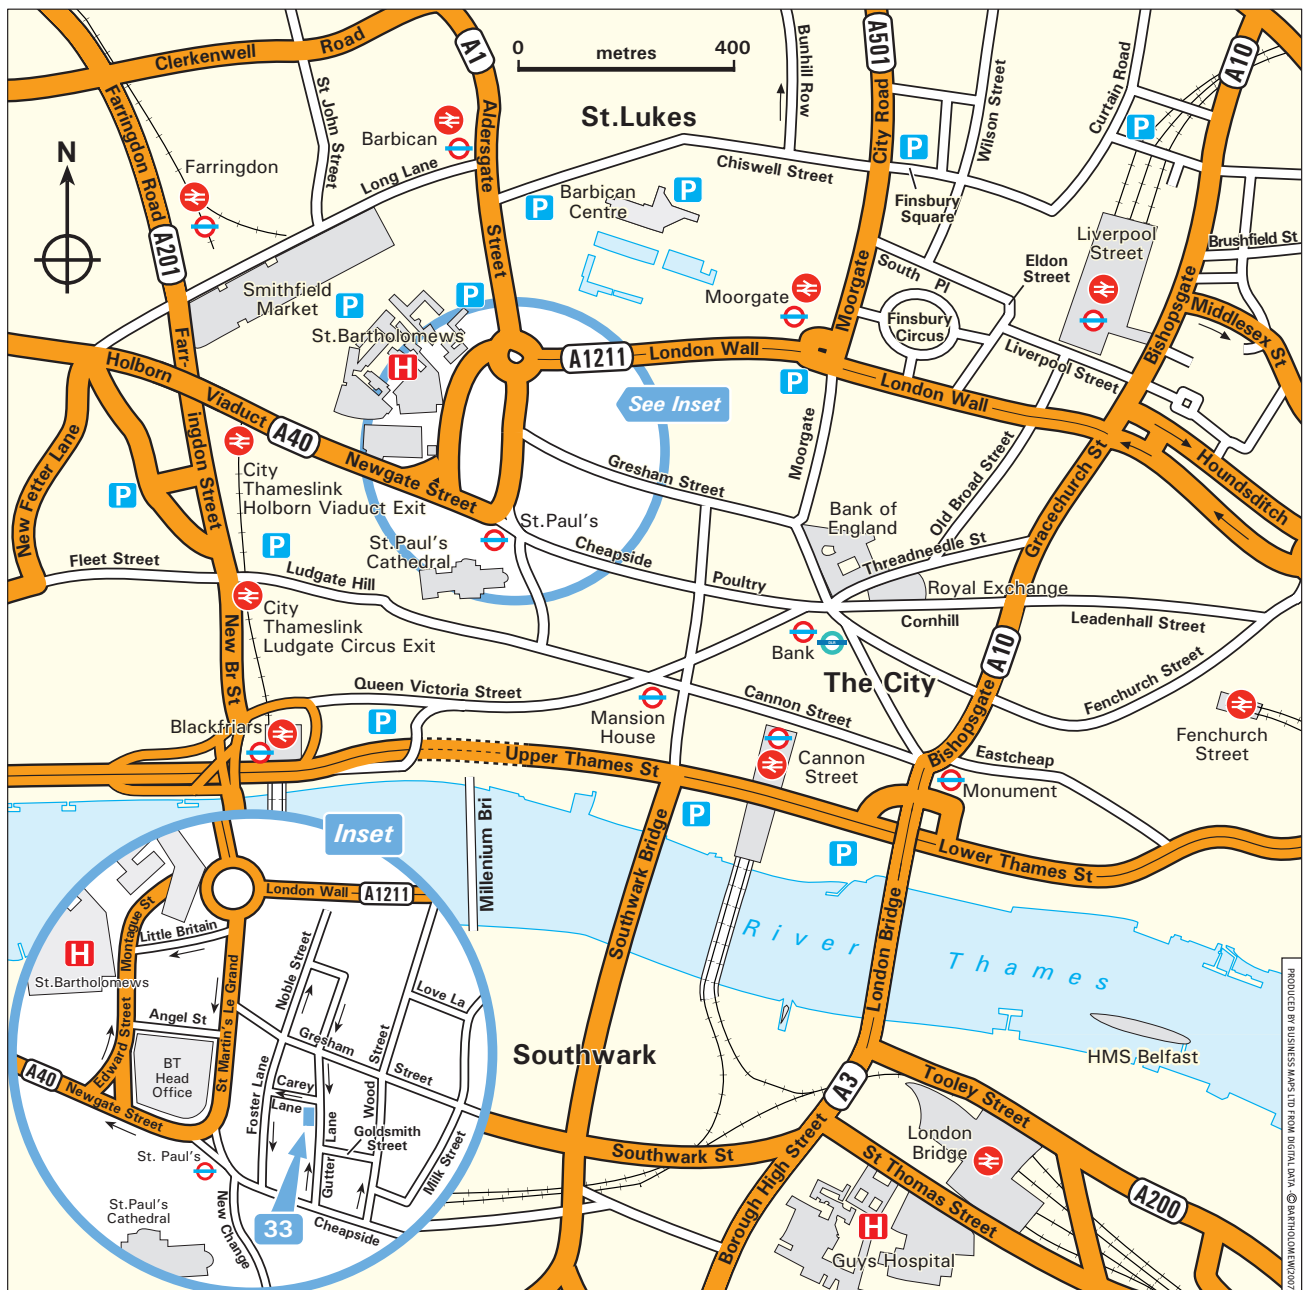 Clerkenwell Road
A1
0 metres 400
Bunhill Row
A501
Wilson Street
Curtain Road
A10
St.Lukes
Farringdon Road
St John Street
Barbican
Aldersgate Street
City Road
P
P
N
Farringdon
Long Lane
Chiswell Street
Finsbury
Square
Barbican
Centre
P
P
A201
Smithfield
Market
P
P
Moorgate
Moorgate
South Pl
Eldon
Street
Liverpool
Street
Brushfield St
Bishopsgate
Middlesex St
St.Bartholomews
H
Finsbury
Circus
Liverpool Street
A1211
London Wall
P
London Wall
See Inset
Holborn Viaduct
A40
Newgate Street
Farr-
ingdon Street
New Fetter Lane
P
City
Thameslink
Holborn Viaduct Exit
Gresham Street
Moorgate
Old Broad Street
Gracechurch St
Houndsditch
Bank of
England
St.Paul's
St.Paul's
Cathedral
Cheapside
Threadneedle St
P
Fleet Street
Ludgate Hill
Poultry
Royal Exchange
Cornhill
Leadenhall Street
City
Thameslink
Ludgate Circus Exit
New Br St
Bank
DLR
The City
A10
Fenchurch Street
Queen Victoria Street
P
Mansion
House
Cannon Street
Bishopsgate
Fenchurch
Street
Blackfriars
Upper Thames St
Cannon
Street
Eastcheap
Monument
P
P
Lower Thames St
Millenium Bri
Southwark Bridge
London Bridge
River Thames
HMS Belfast
Southwark
A3
Tooley Street
London
Bridge
Southwark St
Borough High Street
St Thomas Street
A200
H
Guys Hospital
Inset
London Wall
A1211
Montague St
Little Britain
H
St.Bartholomews
St Martin's Le Grand
Noble Street
Love La
Angel St
Edward Street
BT
Head
Office
A40
Newgate Street
Gresham Street
Foster Lane
Carey
Lane
Wood Street
Gutter Lane
Goldsmith
Street
Milk Street
St. Paul's
St.Paul's
Cathedral
New Change
33
Cheapside
PRODUCED BY BUSINESS MAPS LTD FROM DIGITAL DATA - © BARTHOLOMEW(2007